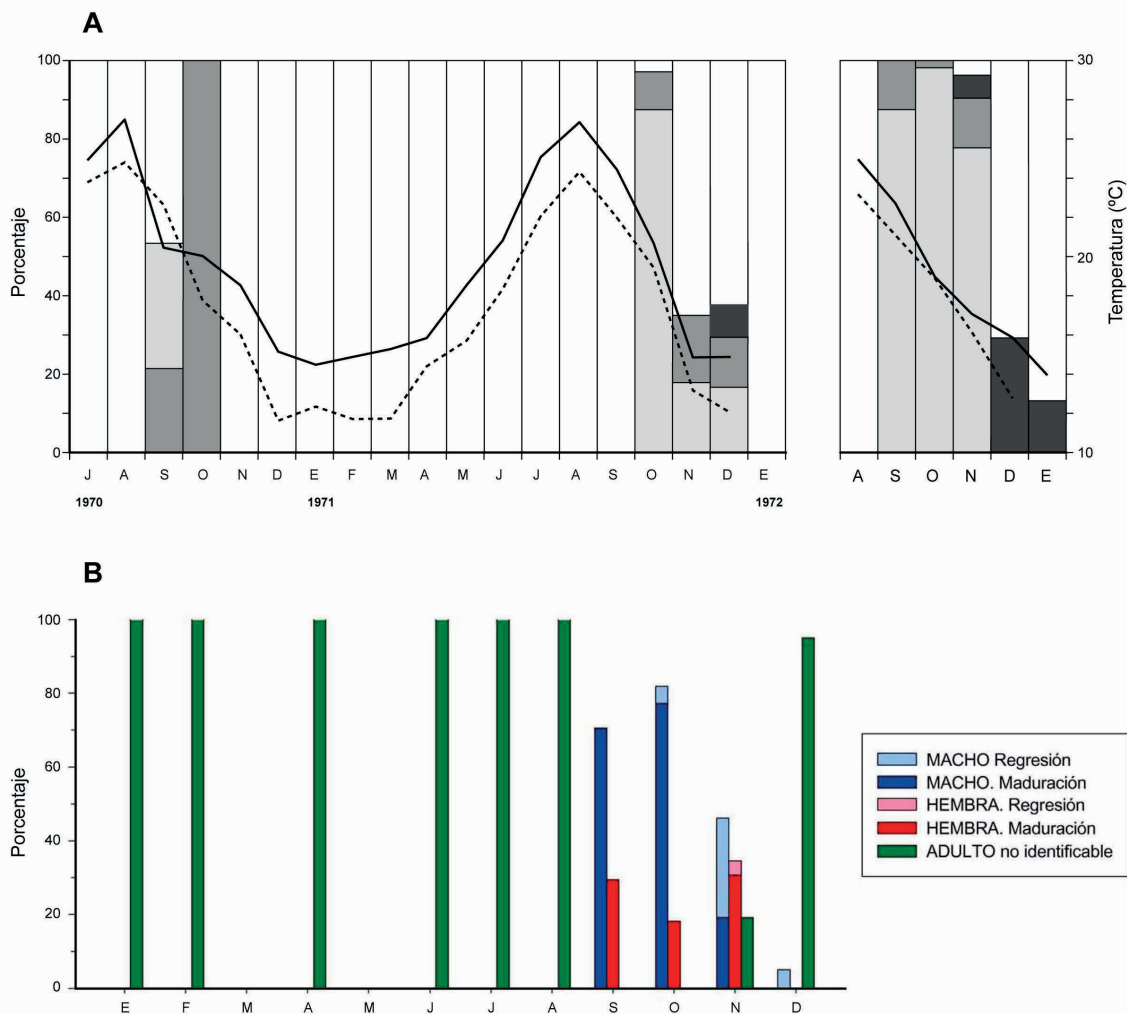 A
Porcentaje
100
80
60
40
20
0
J A S O N D E F M A M J J A S O N D E
1970 1971 1972
30
20
10
Temperatura (ºC)
A S O N D E
B
Porcentaje
100
80
60
40
20
0
E F M A M J J A S O N D
MACHO Regresión
MACHO. Maduración
HEMBRA. Regresión
HEMBRA. Maduración
ADULTO no identificable